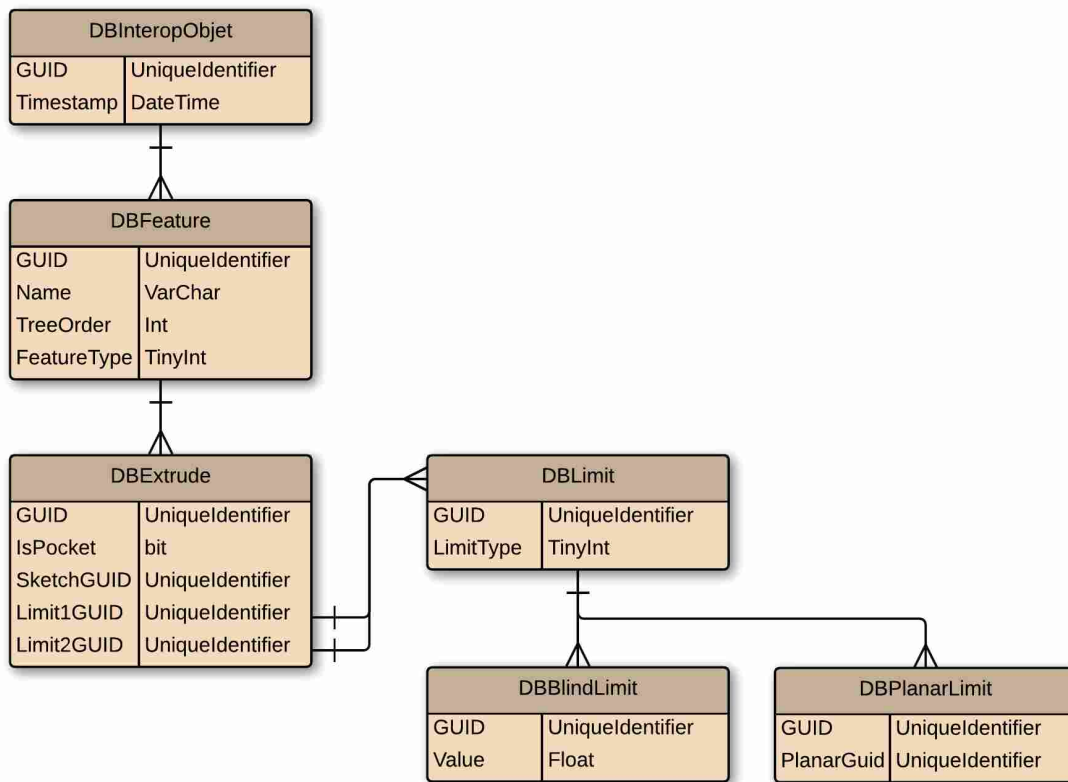 DBInteropObjet
GUID UniqueIdentifier
Timestamp DateTime
DBFeature
GUID UniqueIdentifier
Name VarChar
TreeOrder Int
FeatureType TinyInt
DBExtrude
GUID UniqueIdentifier
IsPocket bit
SketchGUID UniqueIdentifier
Limit1GUID UniqueIdentifier
Limit2GUID UniqueIdentifier
DBLimit
GUID UniqueIdentifier
LimitType TinyInt
DBBlindLimit
GUID UniqueIdentifier
Value Float
DBPlanarLimit
GUID UniqueIdentifier
PlanarGuid UniqueIdentifier